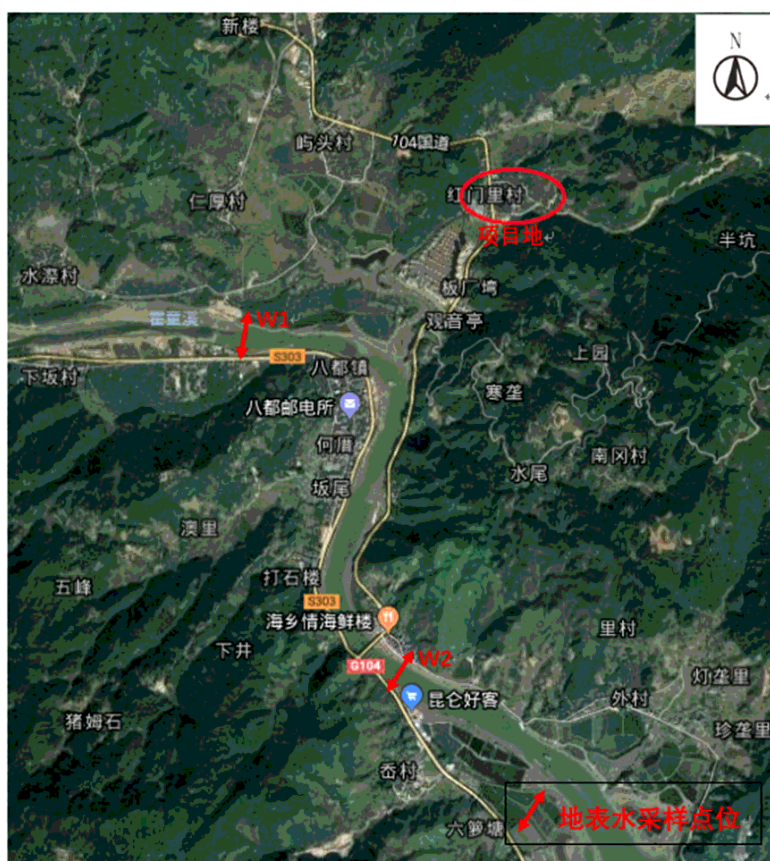 新楼
N
屿头村
104国道
仁厚村
红门里村
项目地
半坑
水漈村
板厂塆
霍童溪
W1
观音亭
S303
八都镇
上园
下坂村
八都邮电所
寒垄
何厝
南冈村
水尾
坂尾
澳里
打石楼
五峰
S303
海乡情海鲜楼
里村
下井
W2
G104
灯垄里
昆仑好客
外村
猪姆石
珍垄里
岙村
六箩塘
地表水采样点位